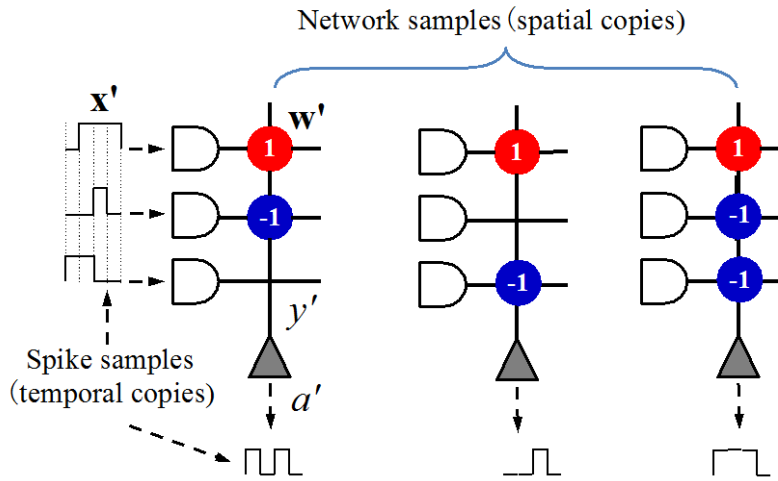 Network samples (spatial copies)
x'
w'
1
1
1
-1
-1
-1
-1
y'
Spike samples
(temporal copies)
a'